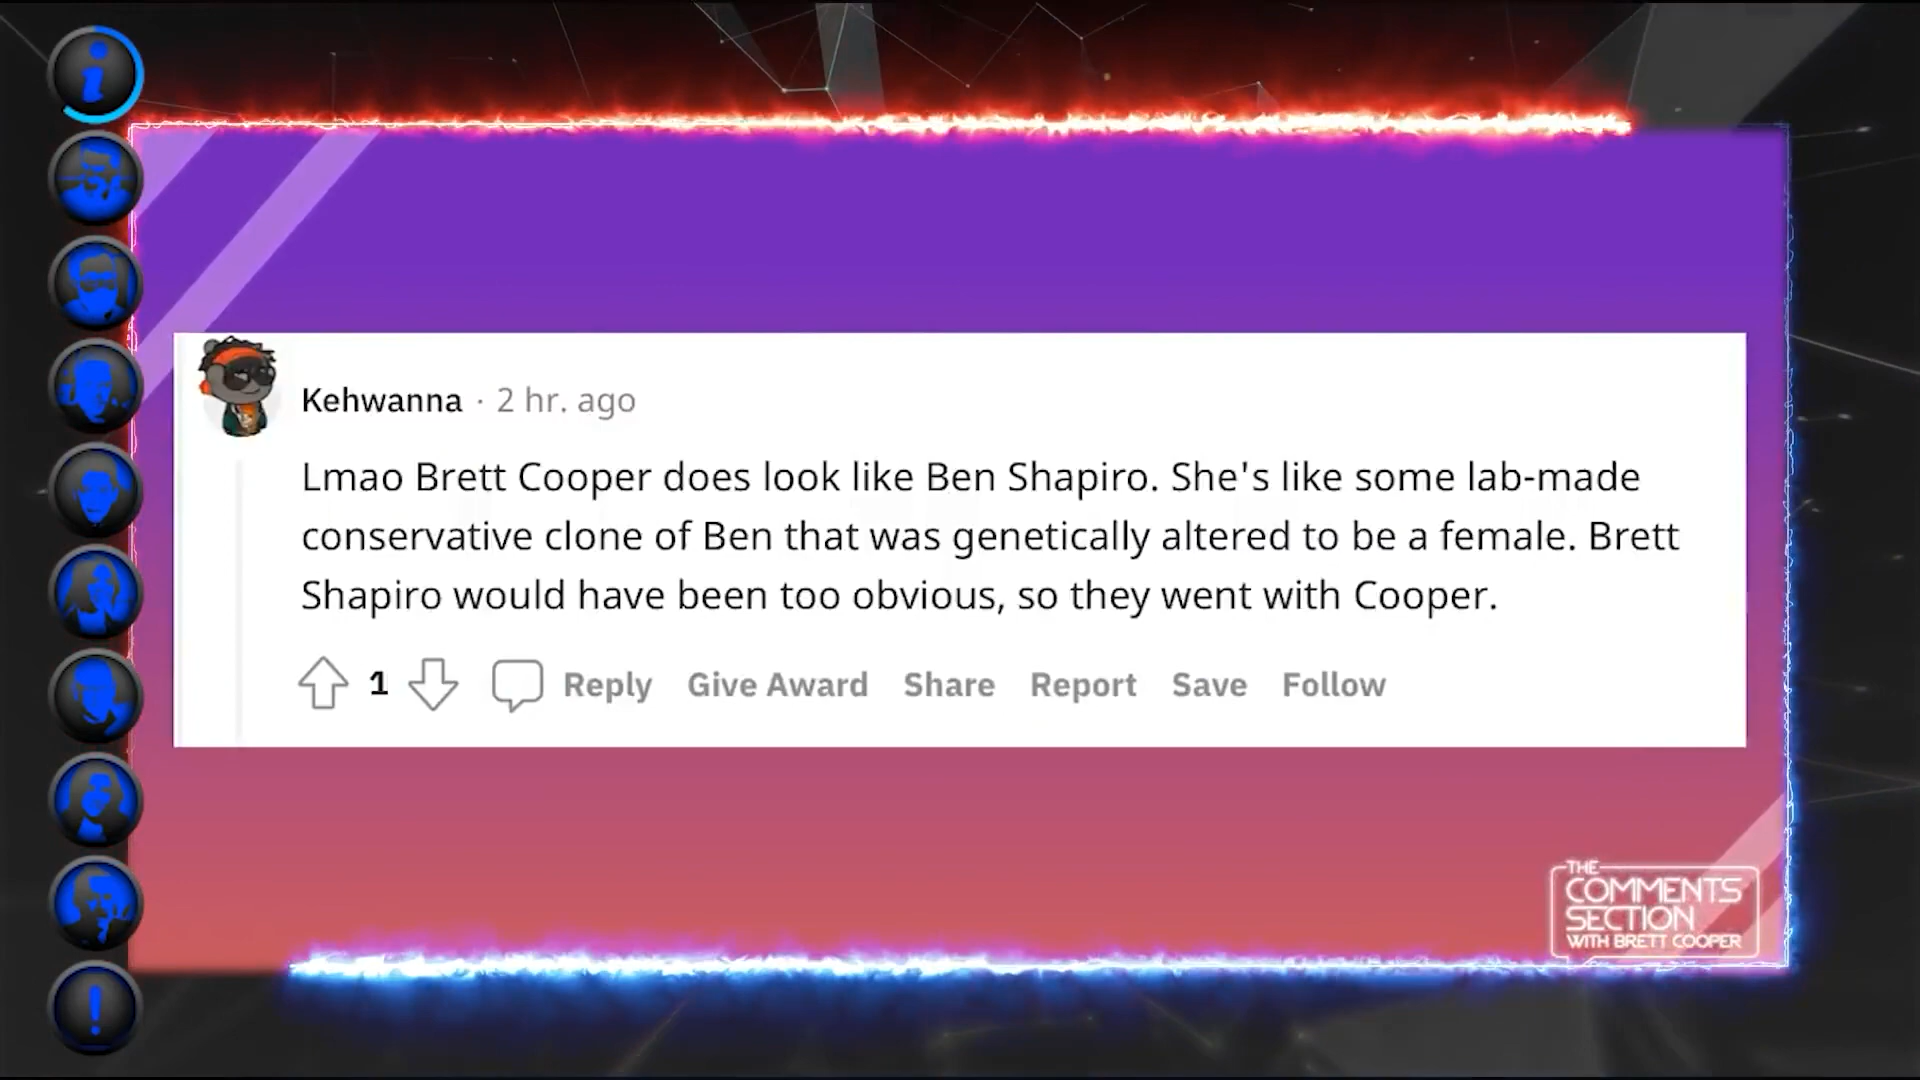 Kehwanna · 2 hr. ago
Lmao Brett Cooper does look like Ben Shapiro. She's like some lab-made
conservative clone of Ben that was genetically altered to be a female. Brett
Shapiro would have been too obvious, so they went with Cooper.
1 Reply Give Award Share Report Save Follow
THE
COMMENTS
SECTION
WITH BRETT COOPER
i
!